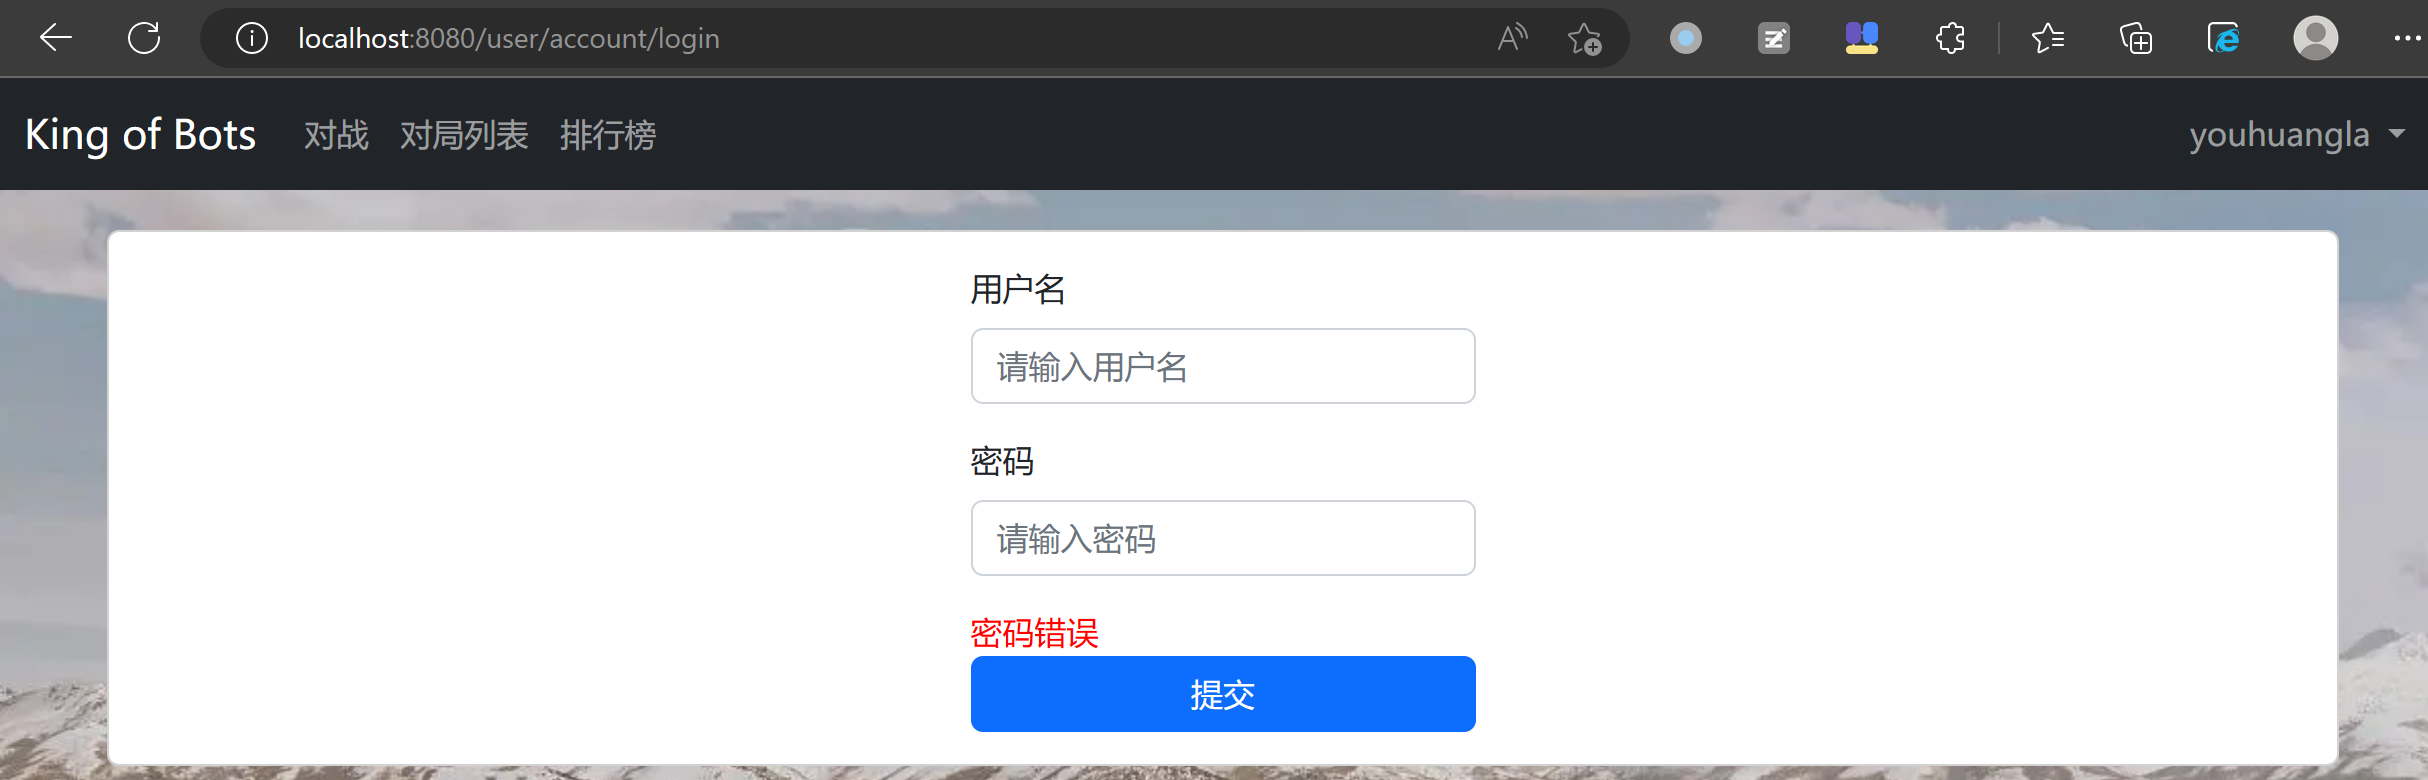 localhost:8080/user/account/login
King of Bots 对战 对局列表 排行榜 youhuangla
用户名
请输入用户名
密码
请输入密码
密码错误
提交